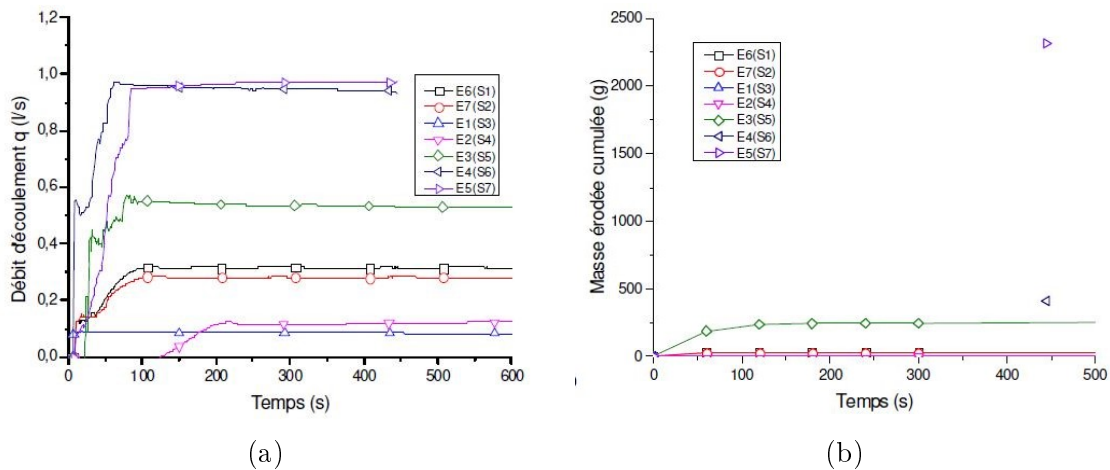 1,2
1,0
0,8
0,6
0,4
0,2
0,0
Débit d'écoulement q (l/s)
E6(S1)
E7(S2)
E1(S3)
E2(S4)
E3(S5)
E4(S6)
E5(S7)
0 100 200 300 400 500 600
Temps (s)
(a)
2500
2000
1500
1000
500
0
Masse érodée cumulée (g)
E6(S1)
E7(S2)
E1(S3)
E2(S4)
E3(S5)
E4(S6)
E5(S7)
0 100 200 300 400 500
Temps (s)
(b)